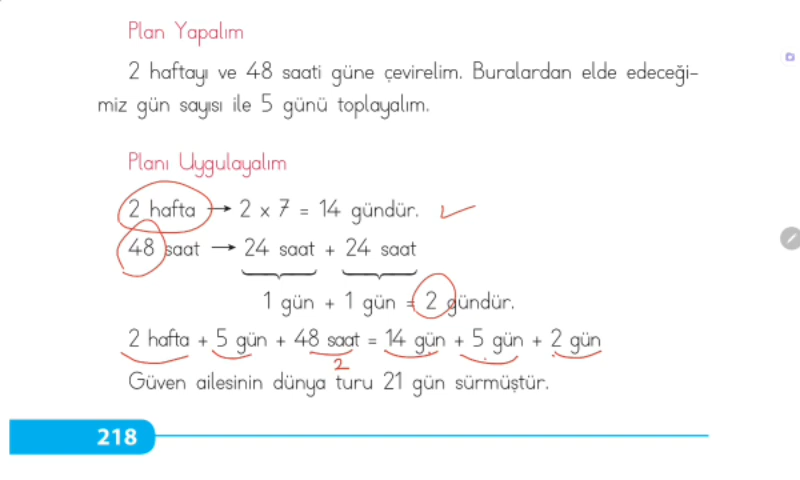 Plan Yapalım
2 haftayı ve 48 saati güne çevirelim. Buralardan elde edeceği-
miz gün sayısı ile 5 günü toplayalım.
Planı Uygulayalım
2 hafta → 2 x 7 = 14 gündür.
48 saat → 24 saat + 24 saat
1 gün + 1 gün = 2 gündür.
2 hafta + 5 gün + 48 saat = 14 gün + 5 gün + 2 gün
2
Güven ailesinin dünya turu 21 gün sürmüştür.
218